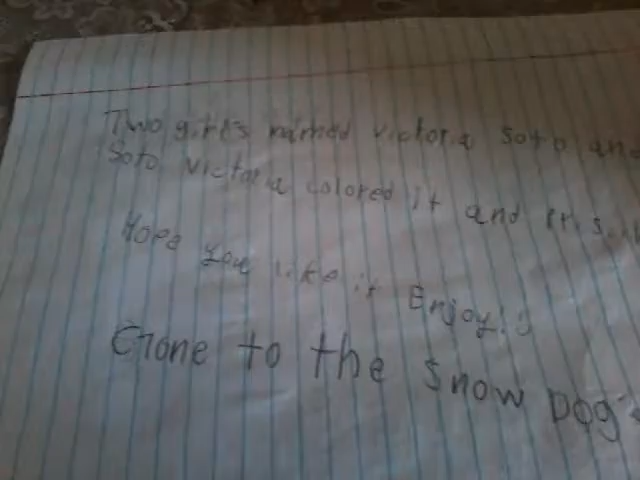 Two girls named victoria soto and
Soto victoria colored it and
Hope you like it Enjoy!:)
Gone to the snow Dogs